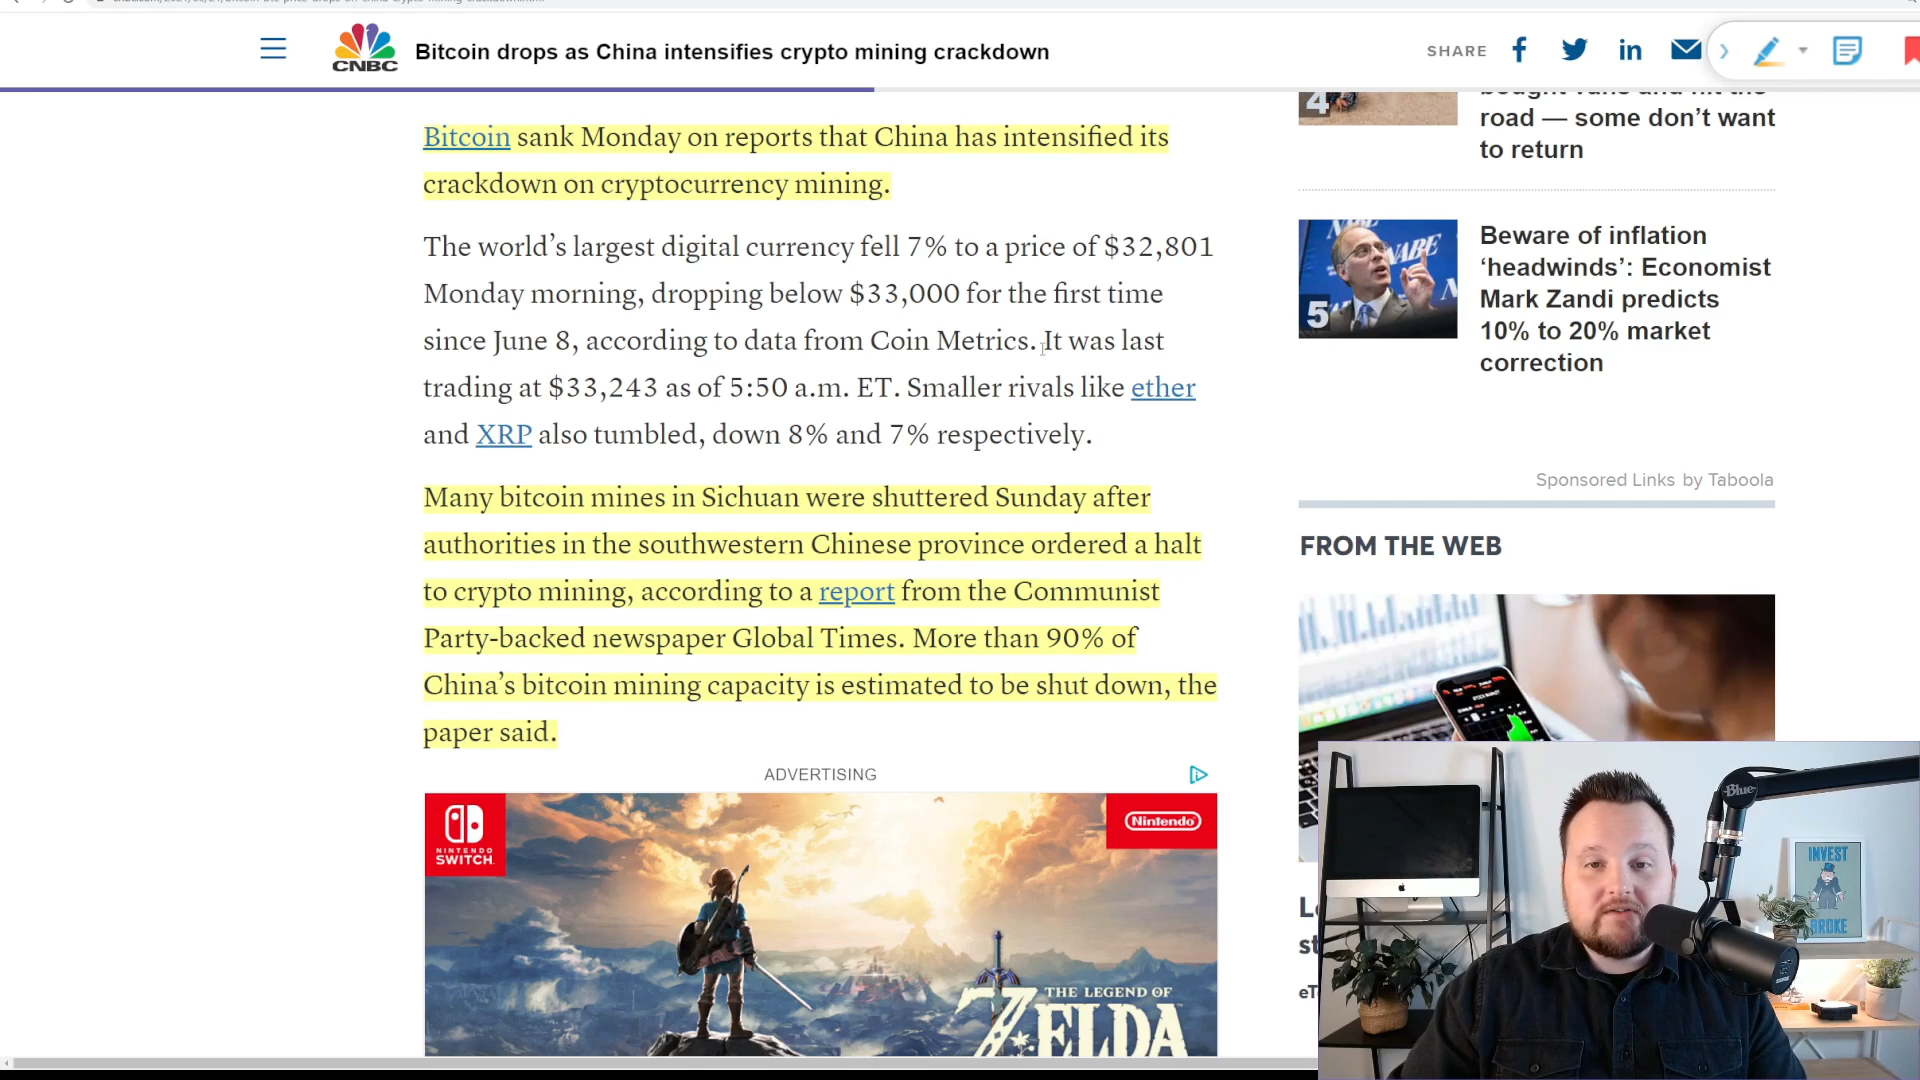 CNBC
Bitcoin drops as China intensifies crypto mining crackdown
SHARE
Bitcoin sank Monday on reports that China has intensified its
crackdown on cryptocurrency mining.
The world’s largest digital currency fell 7% to a price of $32,801
Monday morning, dropping below $33,000 for the first time
since June 8, according to data from Coin Metrics. It was last
trading at $33,243 as of 5:50 a.m. ET. Smaller rivals like ether
and XRP also tumbled, down 8% and 7% respectively.
Many bitcoin mines in Sichuan were shuttered Sunday after
authorities in the southwestern Chinese province ordered a halt
to crypto mining, according to a report from the Communist
Party-backed newspaper Global Times. More than 90% of
China’s bitcoin mining capacity is estimated to be shut down, the
paper said.
ADVERTISING
NINTENDO
SWITCH
Nintendo
THE LEGEND OF
ZELDA
4
road — some don’t want
to return
NABE
5
Beware of inflation
‘headwinds’: Economist
Mark Zandi predicts
10% to 20% market
correction
Sponsored Links by Taboola
FROM THE WEB
Blue
INVEST
BROKE